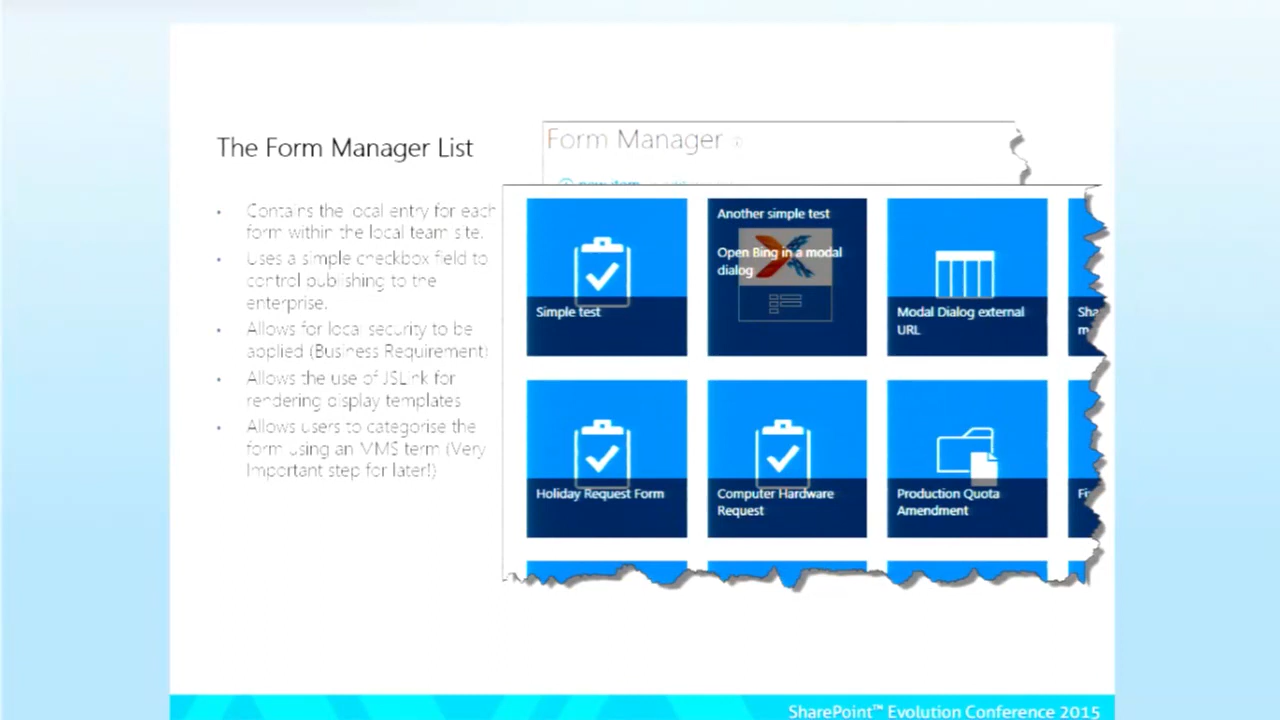 The Form Manager List
• Contains the local entry for each
form within the local team site.
• Uses a simple checkbox field to
control publishing to the
enterprise.
• Allows for local security to be
applied (Business Requirement)
• Allows the use of JSLink for
rendering display templates
• Allows users to categorise the
form using an MMS term (Very
Important step for later!)
Form Manager
Simple test
Another simple test
Open Bing in a modal
dialog
Modal Dialog external
URL
Holiday Request Form
Computer Hardware
Request
Production Quota
Amendment
SharePoint™ Evolution Conference 2015